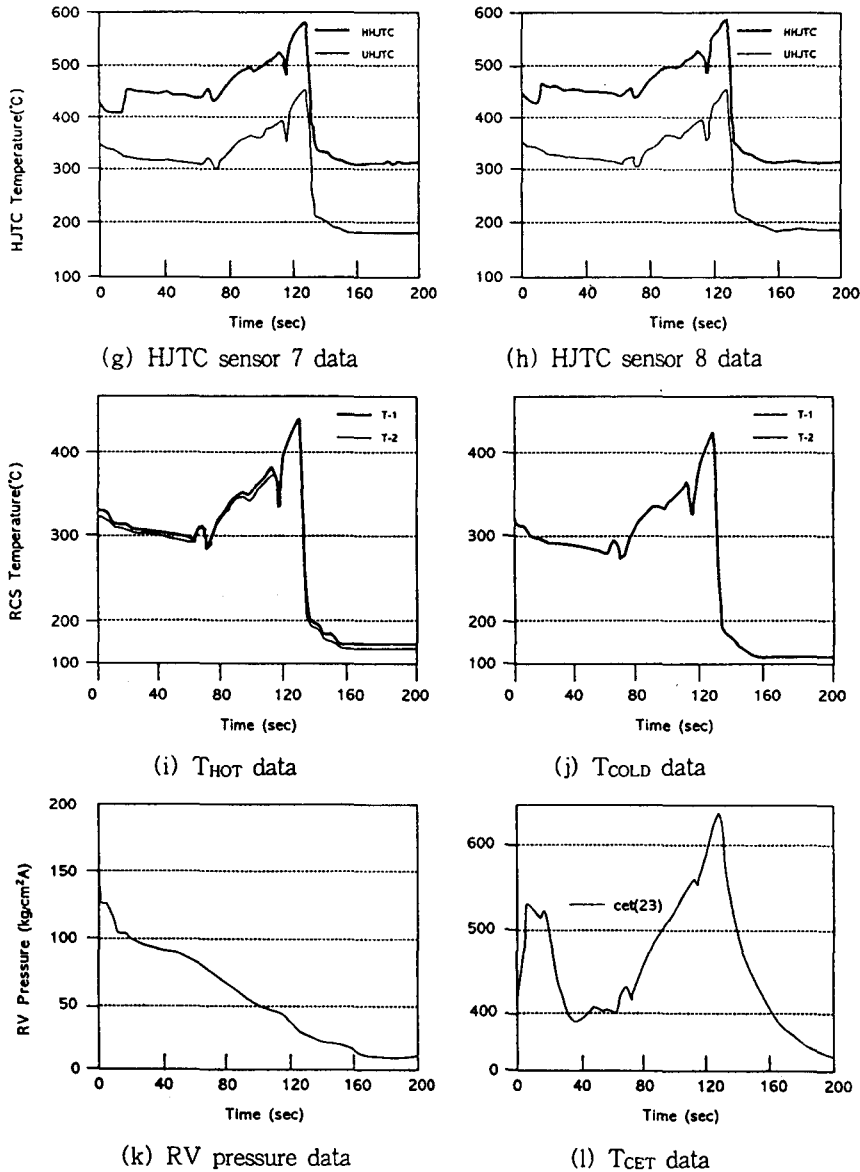 600
500
400
300
200
100
HJTC Temperature(°C)
HHJTC
UHJTC
0 40 80 120 160 200
Time (sec)
(g) HJTC sensor 7 data
600
500
400
300
200
100
HHJTC
UHJTC
0 40 80 120 160 200
Time (sec)
(h) HJTC sensor 8 data
400
300
200
100
RCS Temperature(°C)
T-1
T-2
0 40 80 120 160 200
Time (sec)
(i) THOT data
400
300
200
100
T-1
T-2
0 40 80 120 160 200
Time (sec)
(j) TCOLD data
200
150
100
50
0
RV Pressure (kg/cm²A)
0 40 80 120 160 200
Time (sec)
(k) RV pressure data
600
500
400
0
cet(23)
0 40 80 120 160 200
Time (sec)
(l) TCET data